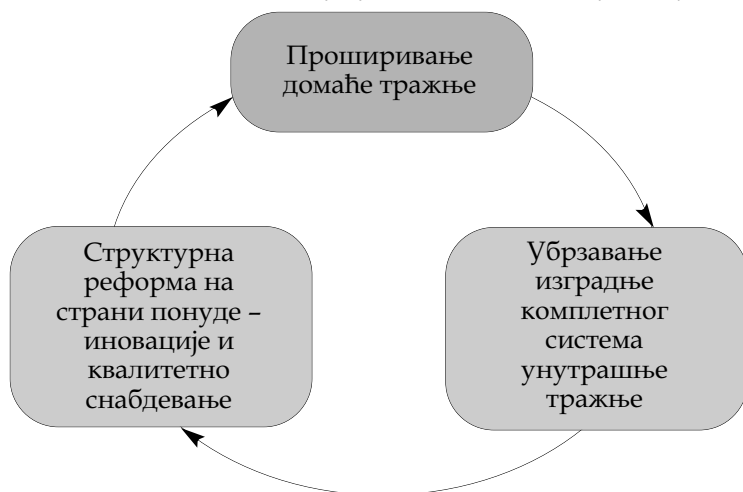 Проширивање
домаће тражње
Структурна
реформа на
страни понуде –
иновације и
квалитетно
снабдевање
Убрзавање
изградње
комплетног
система
унутрашње
тражње